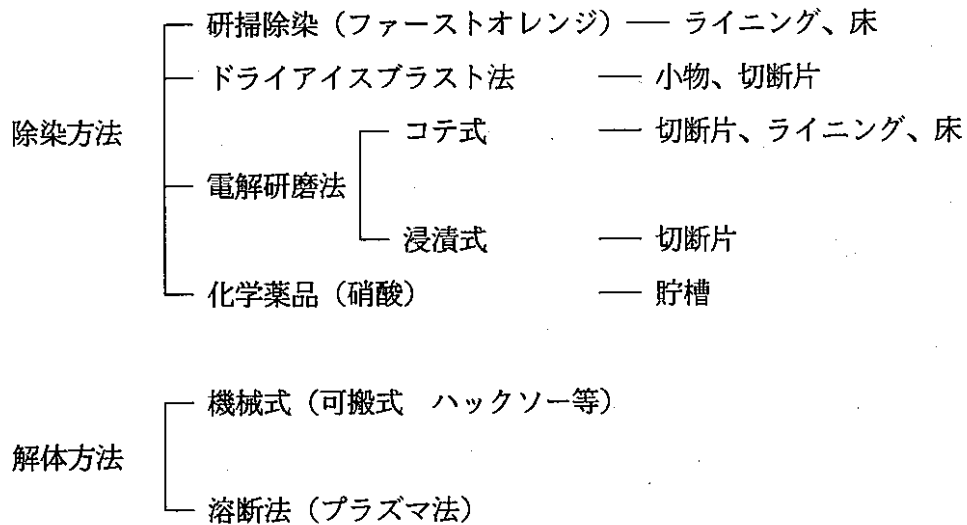 研掃除染（ファーストオレンジ） ライニング、床
ドライアイスブラスト法 小物、切断片
除染方法 コテ式 切断片、ライニング、床
電解研磨法
浸漬式 切断片
化学薬品（硝酸） 貯槽
機械式（可搬式　ハックソー等）
解体方法
溶断法（プラズマ法）